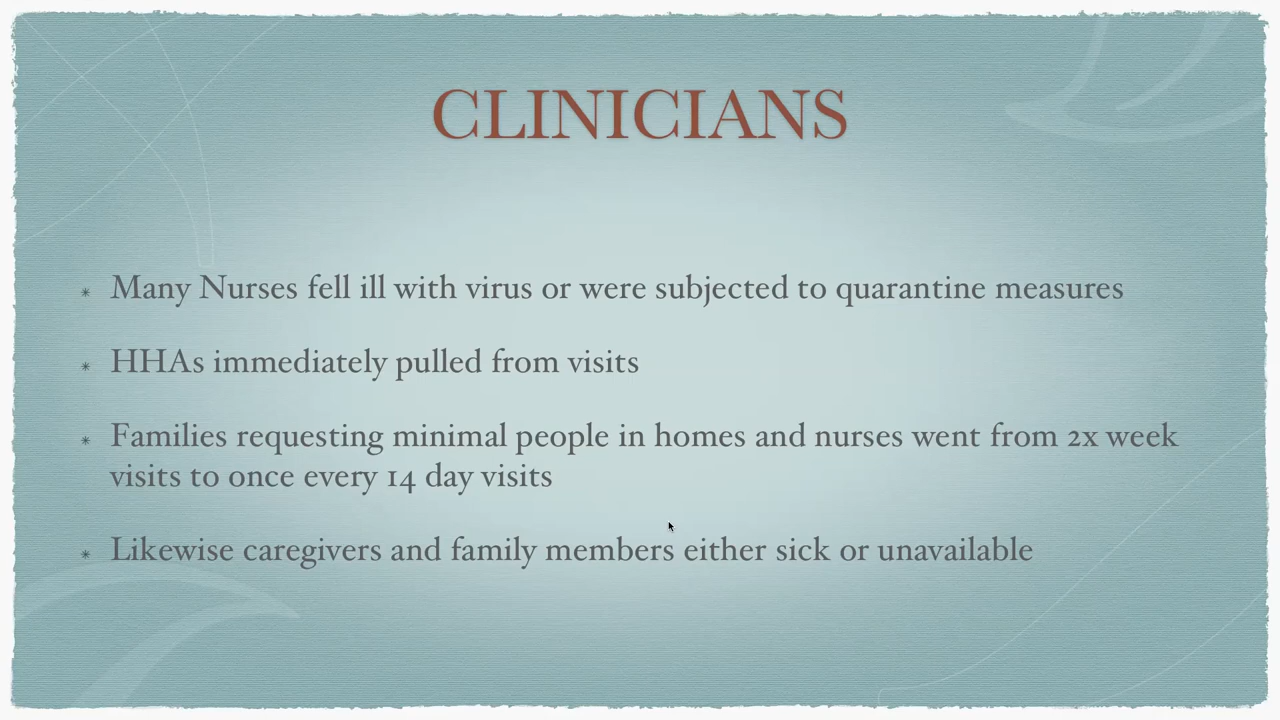 CLINICIANS
* Many Nurses fell ill with virus or were subjected to quarantine measures
* HHAs immediately pulled from visits
* Families requesting minimal people in homes and nurses went from 2x week
visits to once every 14 day visits
* Likewise caregivers and family members either sick or unavailable